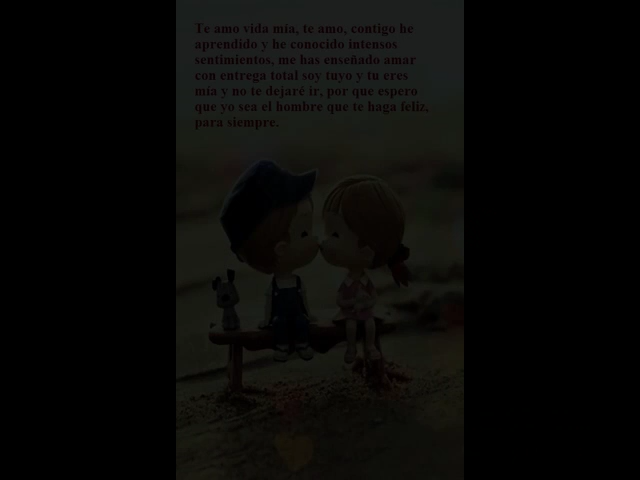 Te amo vida mía, te amo, contigo he
aprendido y he conocido intensos
sentimientos, me has enseñado amar
con entrega total soy tuyo y tu eres
mía y no te dejaré ir, por que espero
que yo sea el hombre que te haga feliz,
para siempre.